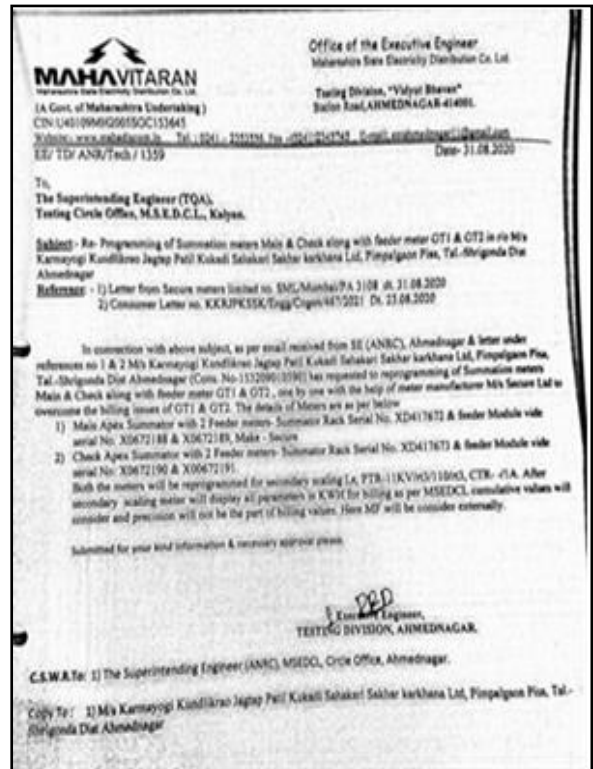 Office of the Executive Engineer
MAHAVITARAN
Maharashtra State Electricity Distribution Co. Ltd.
Maharashtra State Electricity Distribution Co. Ltd.
(A Govt. of Maharashtra Undertaking)
Testing Division, "Vidyut Bhavan"
Station Road, AHMEDNAGAR-414001.
EE/ TD/ ANR/Tech / 1359
Date- 31.08.2020
To,
The Superintending Engineer (TQA),
Testing Circle Office, M.S.E.D.C.L., Kalyan.
Subject:- Re- Programming of Summation meters Main & Check along with feeder meter GT1 & GT2 in r/o M/s
Karmayogi Kundlikrao Jagtap Patil Kukadi Sahakari Sakhar karkhana Ltd, Pimpalgaon Pisa, Tal.-Shrigonda Dist
Ahmednagar
Reference: - 1) Letter from Secure meters limited no. SML/Mumbai/PA 3108 dt. 31.08.2020
2) Consumer Letter no. Dt. 25.08.2020
In connection with above subject, as per email received from SE (ANRC), Ahmednagar & letter under
references no 1 & 2 M/s Karmayogi Kundlikrao Jagtap Patil Kukadi Sahakari Sakhar karkhana Ltd, Pimpalgaon Pisa,
Tal.-Shrigonda Dist Ahmednagar has requested to reprogramming of Summation meters
Main & Check along with feeder meter GT1 & GT2 , one by one with the help of meter manufacturer M/s Secure Ltd to
overcome the billing issues of GT1 & GT2. The details of Meters are as per below
1) Main Apex Summator with 2 Feeder meters- Summator Rack Serial No. XD417672 & feeder Module vide
serial No: X0672188 & X0672189, Make - Secure
2) Check Apex Summator with 2 Feeder meters- Summator Rack Serial No. XD417673 & feeder Module vide
serial No: X0672190 & X00672191.
Both the meters will be reprogrammed for secondary scaling i.e. After
secondary scaling meter will display all parameters in KWH for billing as per MSEDCL cumulative values will
consider and precision will not be the part of billing values. Here MF will be consider externally.
Submitted for your kind information & necessary approval please.
Executive Engineer,
TESTING DIVISION, AHMEDNAGAR.
C.S.W.R.To: 1) The Superintending Engineer (ANRC), MSEDCL, Circle Office, Ahmednagar.
Copy To : 1) M/s Karmayogi Kundlikrao Jagtap Patil Kukadi Sahakari Sakhar karkhana Ltd, Pimpalgaon Pisa, Tal.-
Shrigonda Dist Ahmednagar